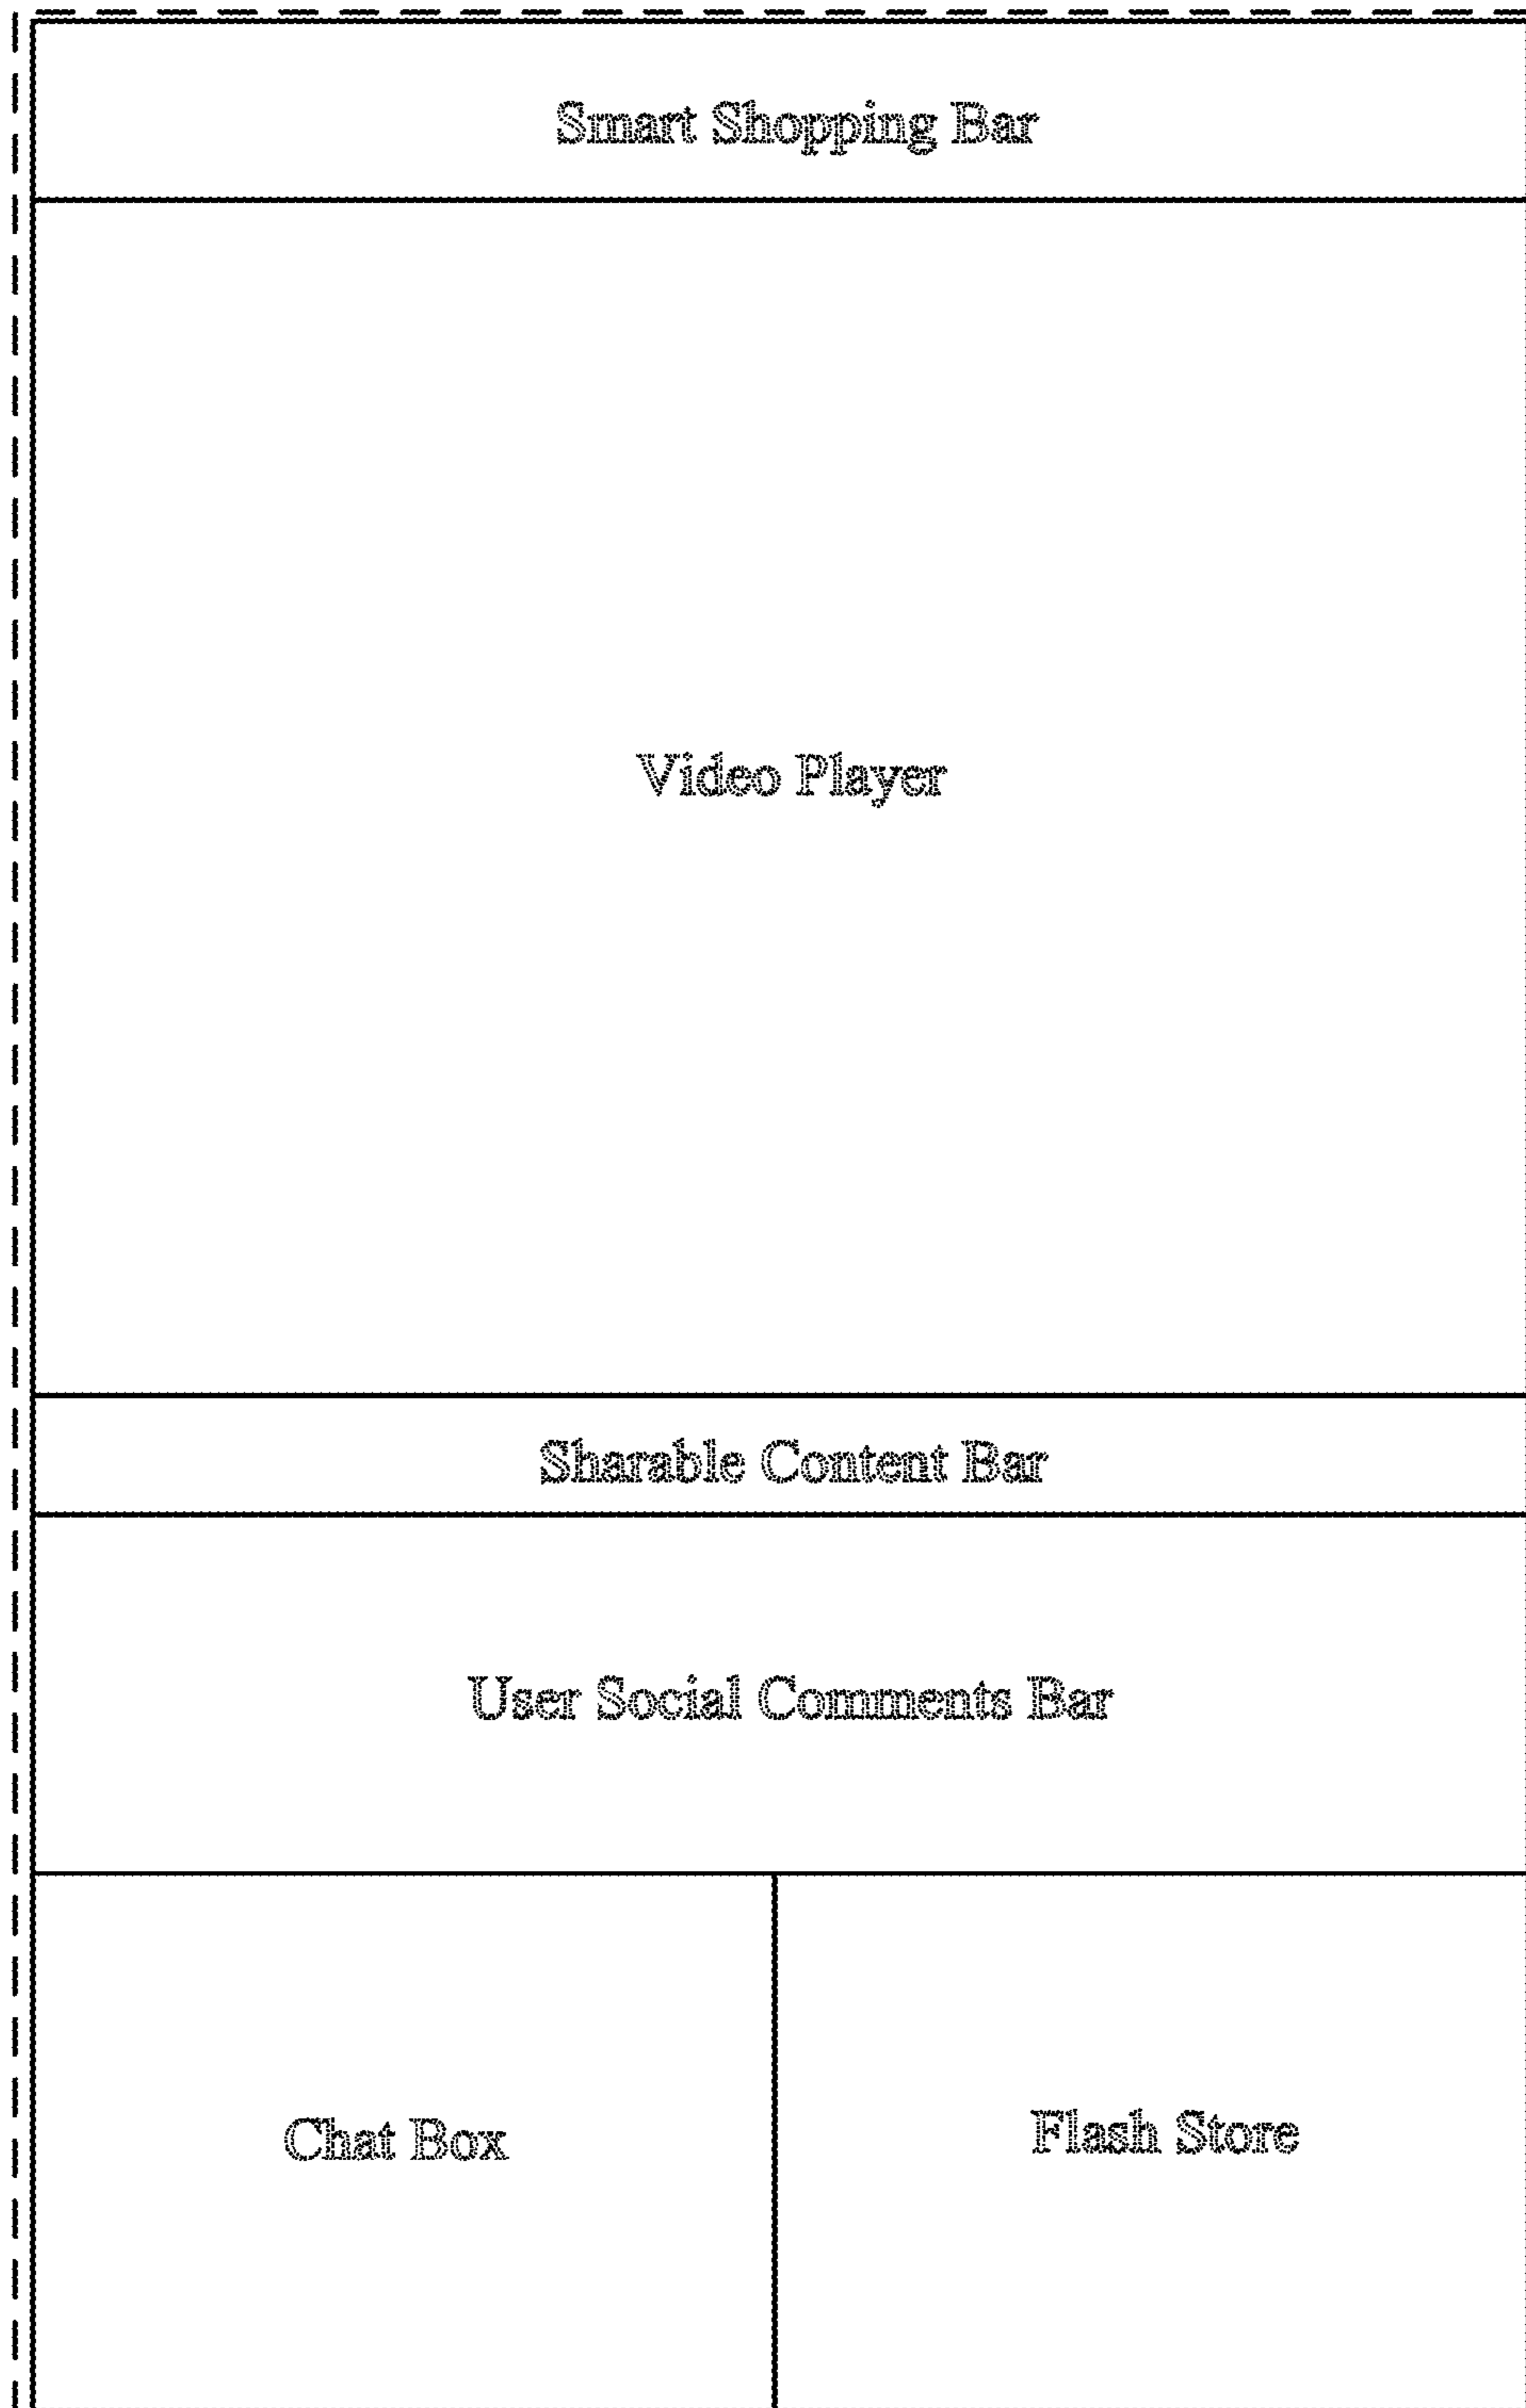 Smart Shopping Bar
Video Player
Sharable Content Bar
User Social Comments Bar
Chat Box
Flash Store